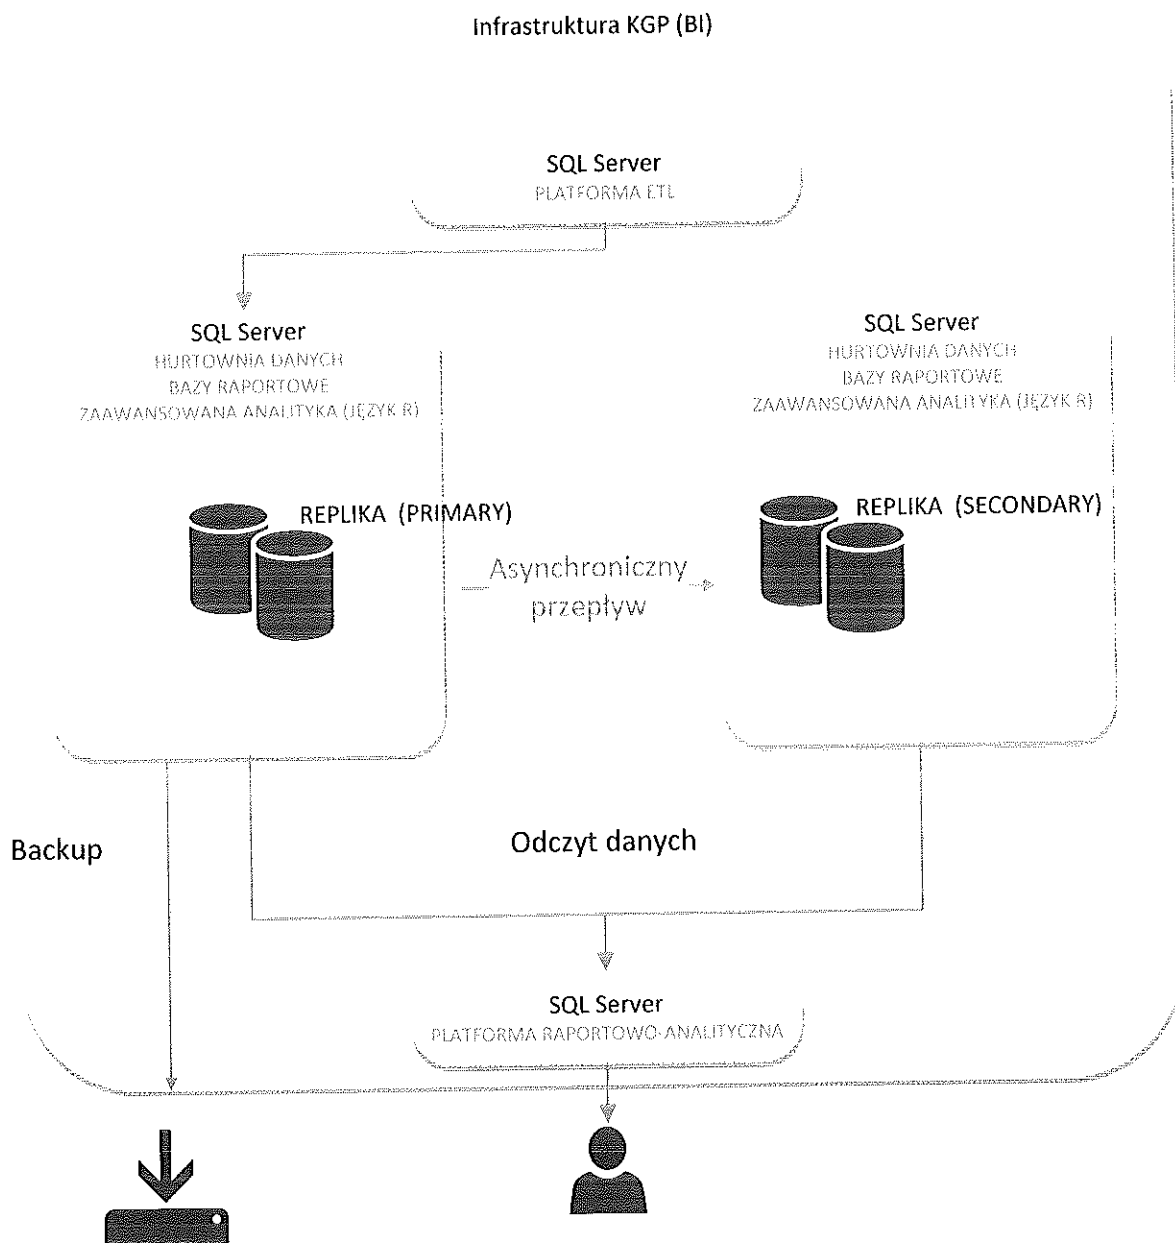 Infrastruktura KGP (BI)
SQL Server
PLATFORMA ETL
SQL Server
HURTOWNIA DANYCH
BAZY RAPORTOWE
ZAAWANSOWANA ANALITYKA (JĘZYK R)
SQL Server
HURTOWNIA DANYCH
BAZY RAPORTOWE
ZAAWANSOWANA ANALITYKA (JĘZYK R)
REPLIKA (PRIMARY)
REPLIKA (SECONDARY)
Asynchroniczny
przepływ
Backup
Odczyt danych
SQL Server
PLATFORMA RAPORTOWO-ANALITYCZNA